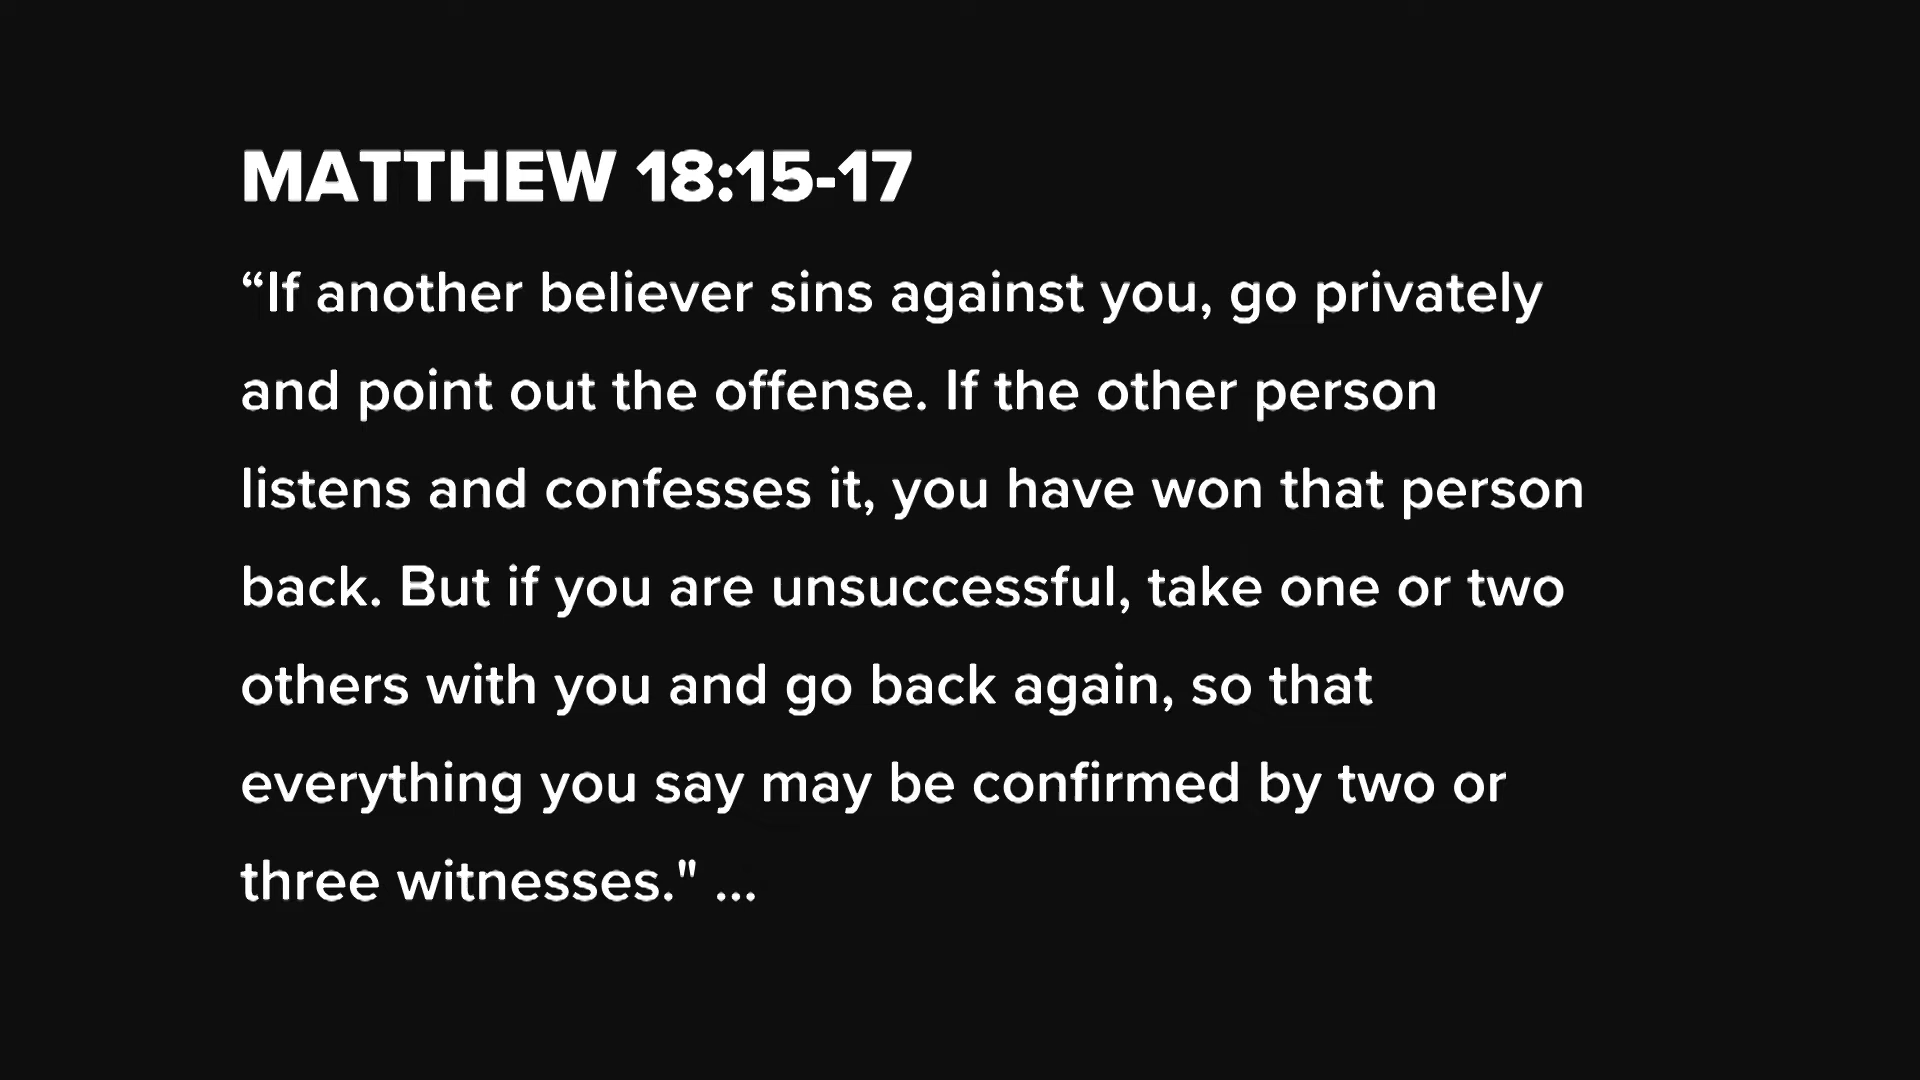 MATTHEW 18:15-17
“If another believer sins against you, go privately
and point out the offense. If the other person
listens and confesses it, you have won that person
back. But if you are unsuccessful, take one or two
others with you and go back again, so that
everything you say may be confirmed by two or
three witnesses." ...